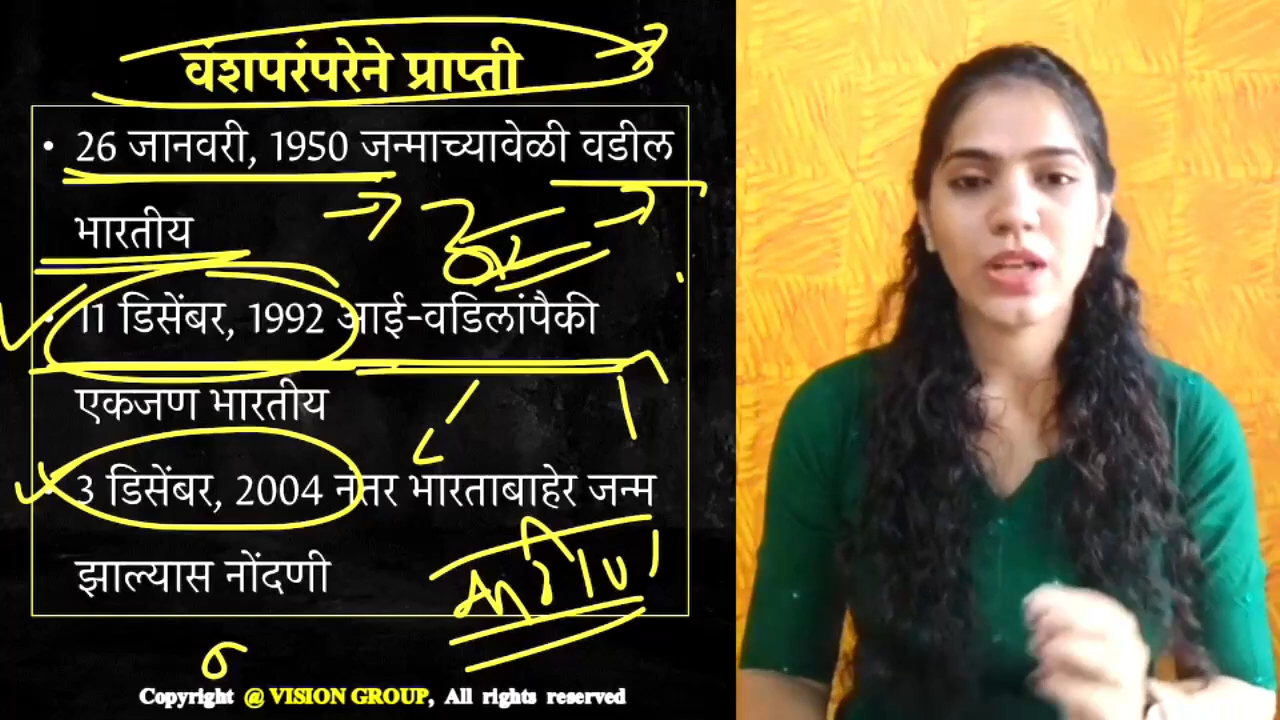 वंशपरंपरेने प्राप्ती
• 26 जानवरी, 1950 जन्माच्यावेळी वडील
भारतीय
• 11 डिसेंबर, 1992 आई-वडिलांपैकी
एकजण भारतीय
• 3 डिसेंबर, 2004 नंतर भारताबाहेर जन्म
झाल्यास नोंदणी
Copyright @ VISION GROUP, All rights reserved